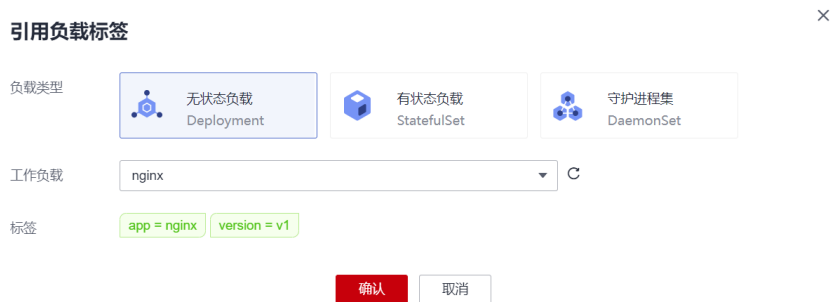 引用负载标签
负载类型
无状态负载
Deployment
有状态负载
StatefulSet
守护进程集
DaemonSet
工作负载
nginx
标签
app = nginx
version = v1
确认
取消